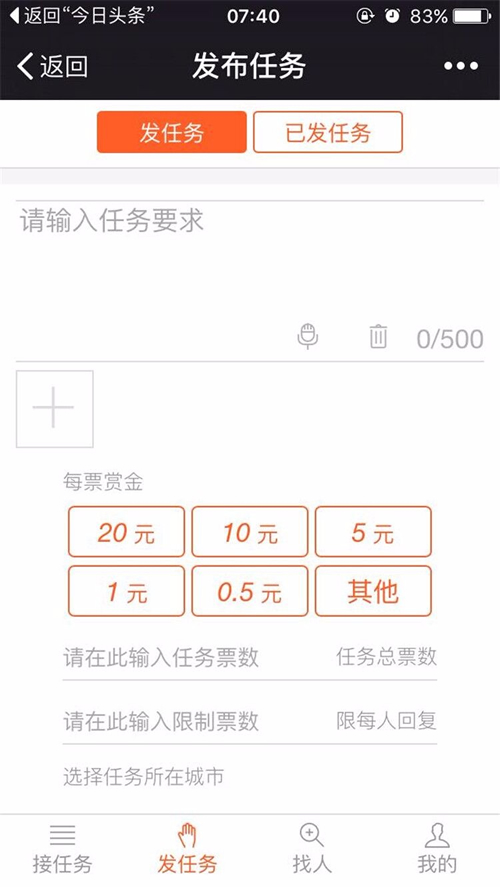 返回“今日头条” 07:40 83%
返回 发布任务
发任务 已发任务
请输入任务要求
0/500
每票赏金
20 元 10 元 5 元
1 元 0.5 元 其他
请在此输入任务票数 任务总票数
请在此输入限制票数 限每人回复
选择任务所在城市
接任务 发任务 找人 我的